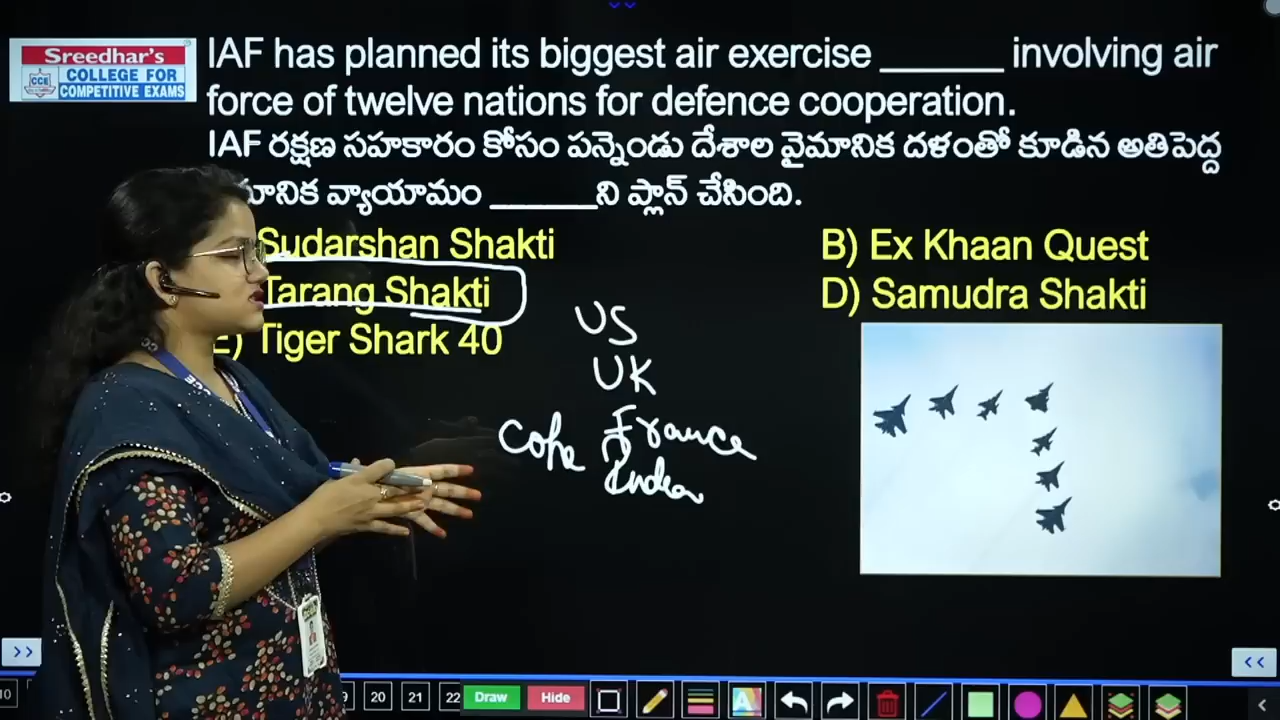 Sreedhar's
COLLEGE FOR
CCE
COMPETITIVE EXAMS
IAF has planned its biggest air exercise _______ involving air
force of twelve nations for defence cooperation.
IAF రక్షణ సహకారం కోసం పన్నెండు దేశాల వైమానిక దళంతో కూడిన అతిపెద్ద
మానిక వ్యాయామం _______ని ప్లాన్ చేసింది.
Sudarshan Shakti
B) Ex Khaan Quest
Tarang Shakti
D) Samudra Shakti
E) Tiger Shark 40
US
UK
France
India
CCE
>>
<<
10
20
21
22
Draw
Hide